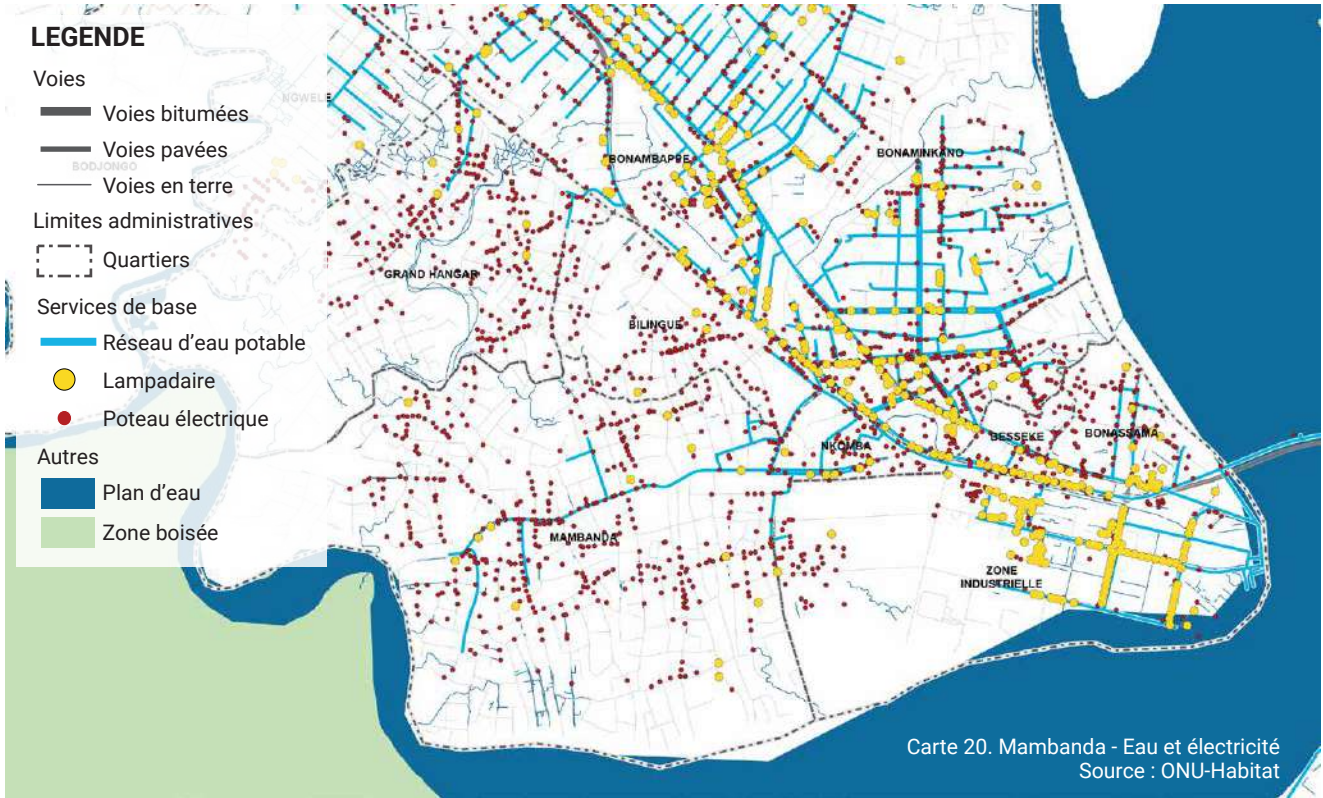 LEGENDE
Voies
Voies bitumées
Voies pavées
Voies en terre
Limites administratives
Quartiers
Services de base
Réseau d'eau potable
Lampadaire
Poteau électrique
Autres
Plan d'eau
Zone boisée
NGWELE
BODJONGO
BONAMBAPPE
BONAMINKANO
GRAND HANGAR
BILINGUE
NKOMBA
BESSEKE
BONASSAMA
MAMBANDA
ZONE
INDUSTRIELLE
Carte 20. Mambanda - Eau et électricité
Source : ONU-Habitat